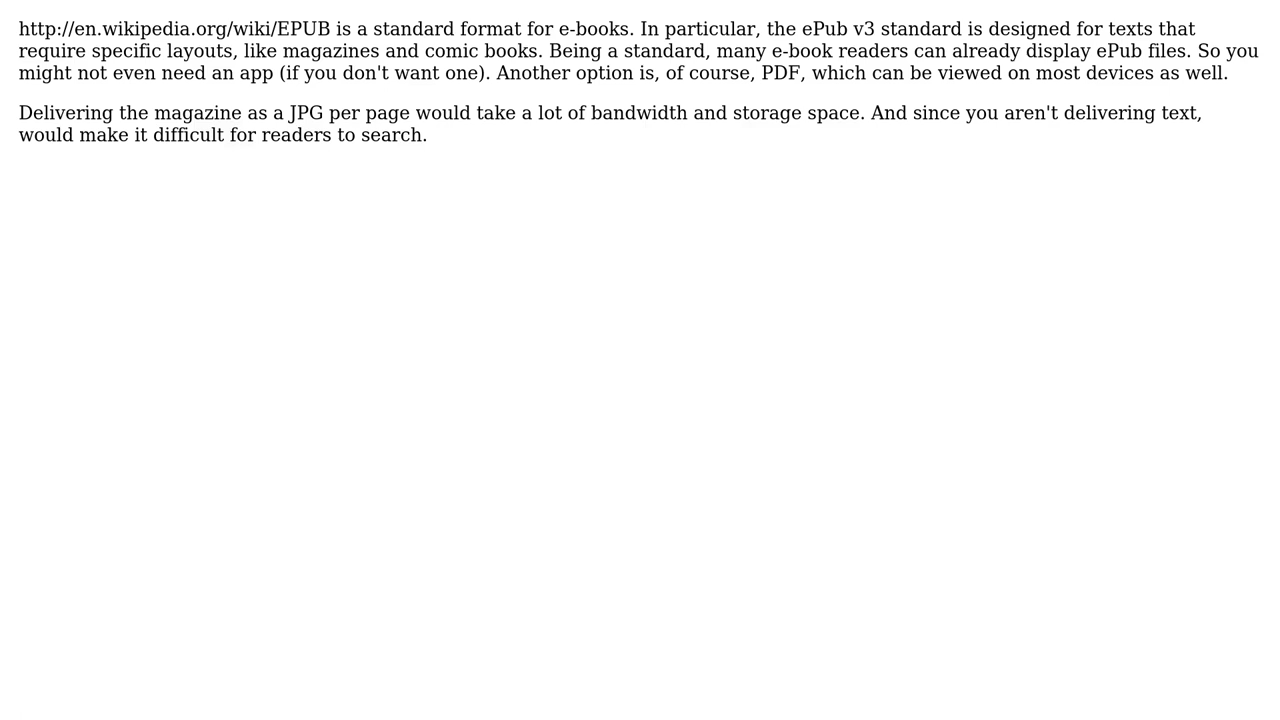 http://en.wikipedia.org/wiki/EPUB is a standard format for e-books. In particular, the ePub v3 standard is designed for texts that
require specific layouts, like magazines and comic books. Being a standard, many e-book readers can already display ePub files. So you
might not even need an app (if you don't want one). Another option is, of course, PDF, which can be viewed on most devices as well.
Delivering the magazine as a JPG per page would take a lot of bandwidth and storage space. And since you aren't delivering text,
would make it difficult for readers to search.